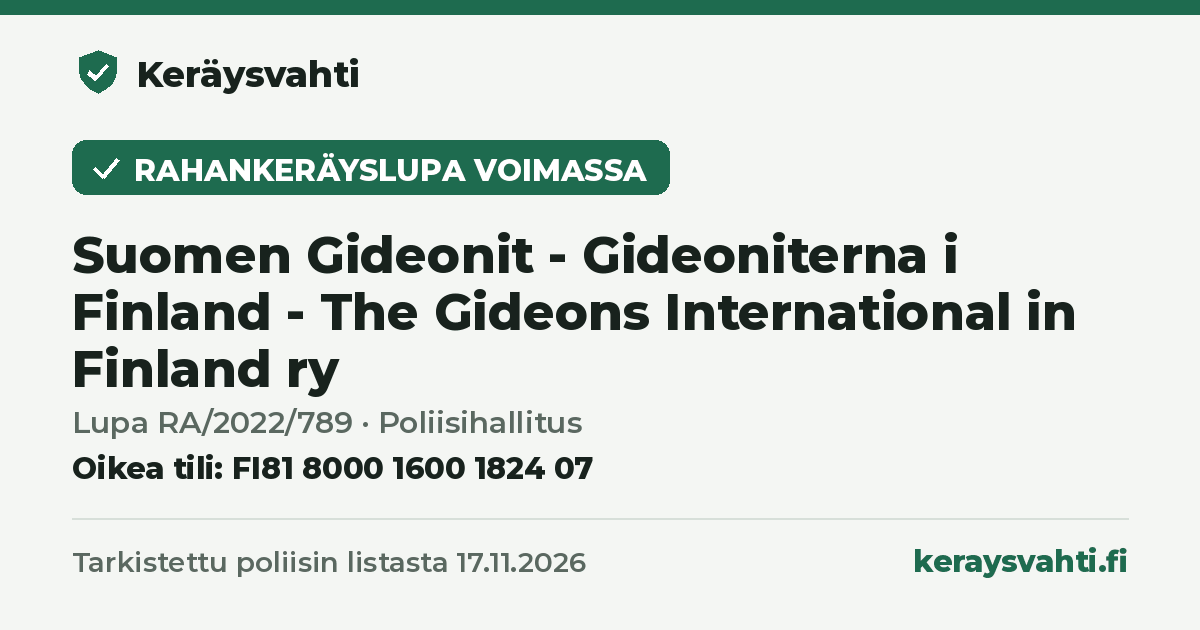 Keräysvahti
RAHANKERÄYSLUPA VOIMASSA
Suomen Gideonit - Gideoniterna i
Finland - The Gideons International in
Finland ry
Lupa RA/2022/789 · Poliisihallitus
Oikea tili: FI81 8000 1600 1824 07
Tarkistettu poliisin listasta 17.11.2026
keraysvahti.fi